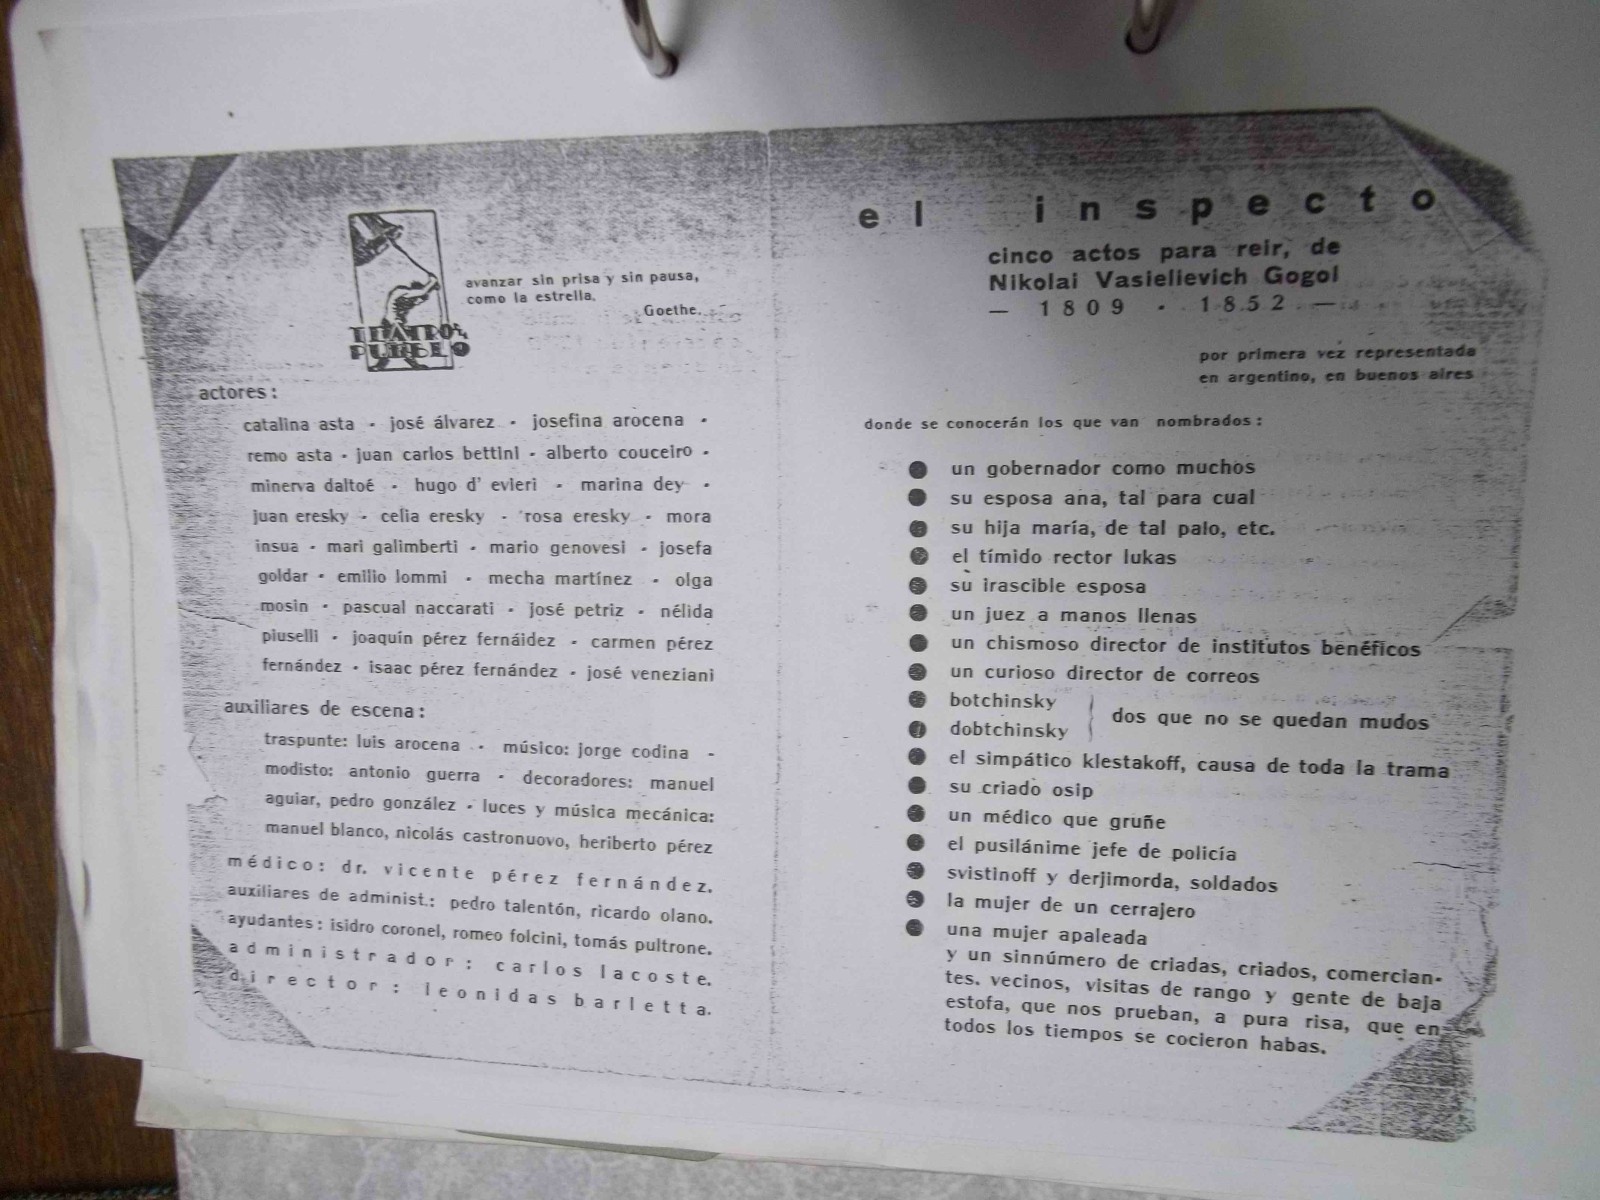 TEATRO DEL PUEBLO
avanzar sin prisa y sin pausa,
como la estrella.
Goethe.
actores:
catalina asta - josé álvarez - josefina arocena -
remo asta - juan carlos bettini - alberto couceiro -
minerva daltoé - hugo d' evieri - marina dey -
juan eresky - celia eresky - rosa eresky - mora
insua - mari galimberti - mario genovesi - josefa
goldar - emilio lommi - mecha martínez - olga
mosin - pascual naccarati - josé petriz - nélida
piuselli - joaquín pérez fernáidez - carmen pérez
fernández - isaac pérez fernández - josé veneziani
auxiliares de escena:
traspunte: luis arocena - músico: jorge codina -
modisto: antonio guerra - decoradores: manuel
aguiar, pedro gonzález - luces y música mecánica:
manuel blanco, nicolás castronuovo, heriberto pérez
médico: dr. vicente pérez fernández.
auxiliares de administ.: pedro talentón, ricardo olano.
ayudantes: isidro coronel, romeo folcini, tomás pultrone.
administrador: carlos lacoste.
director: leonidas barletta.
el inspecto
cinco actos para reir, de
Nikolai Vasielievich Gogol
— 1809 - 1852 —
por primera vez representada
en argentino, en buenos aires
donde se conocerán los que van nombrados:
● un gobernador como muchos
● su esposa ana, tal para cual
● su hija maría, de tal palo, etc.
● el tímido rector lukas
● su irascible esposa
● un juez a manos llenas
● un chismoso director de institutos benéficos
● un curioso director de correos
● botchinsky
● dobtchinsky
dos que no se quedan mudos
● el simpático klestakoff, causa de toda la trama
● su criado osip
● un médico que gruñe
● el pusilánime jefe de policía
● svistinoff y derjimorda, soldados
● la mujer de un cerrajero
● una mujer apaleada
y un sinnúmero de criadas, criados, comercian-
tes. vecinos, visitas de rango y gente de baja
estofa, que nos prueban, a pura risa, que en
todos los tiempos se cocieron habas.